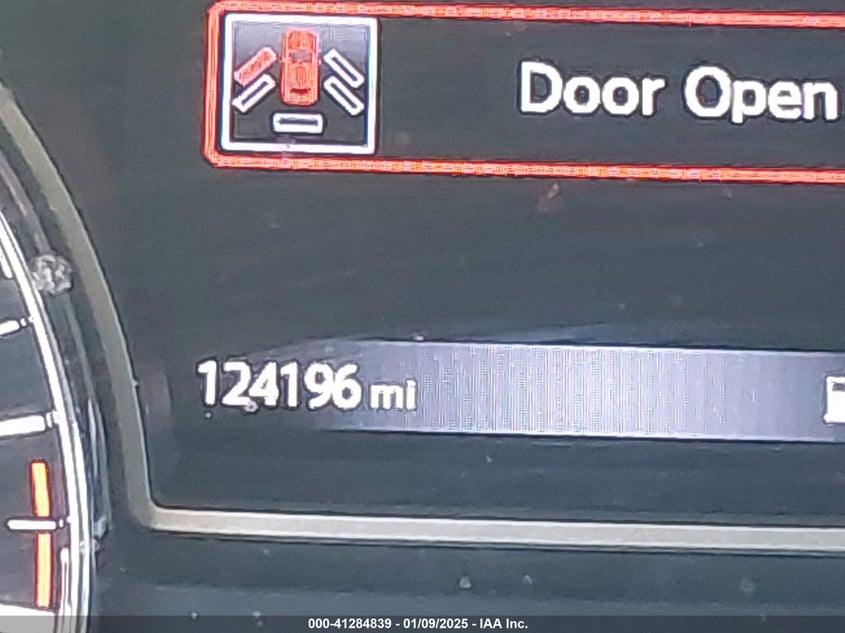 Door Open
124196 mi
000-41284839 - 01/09/2025 - IAA Inc.